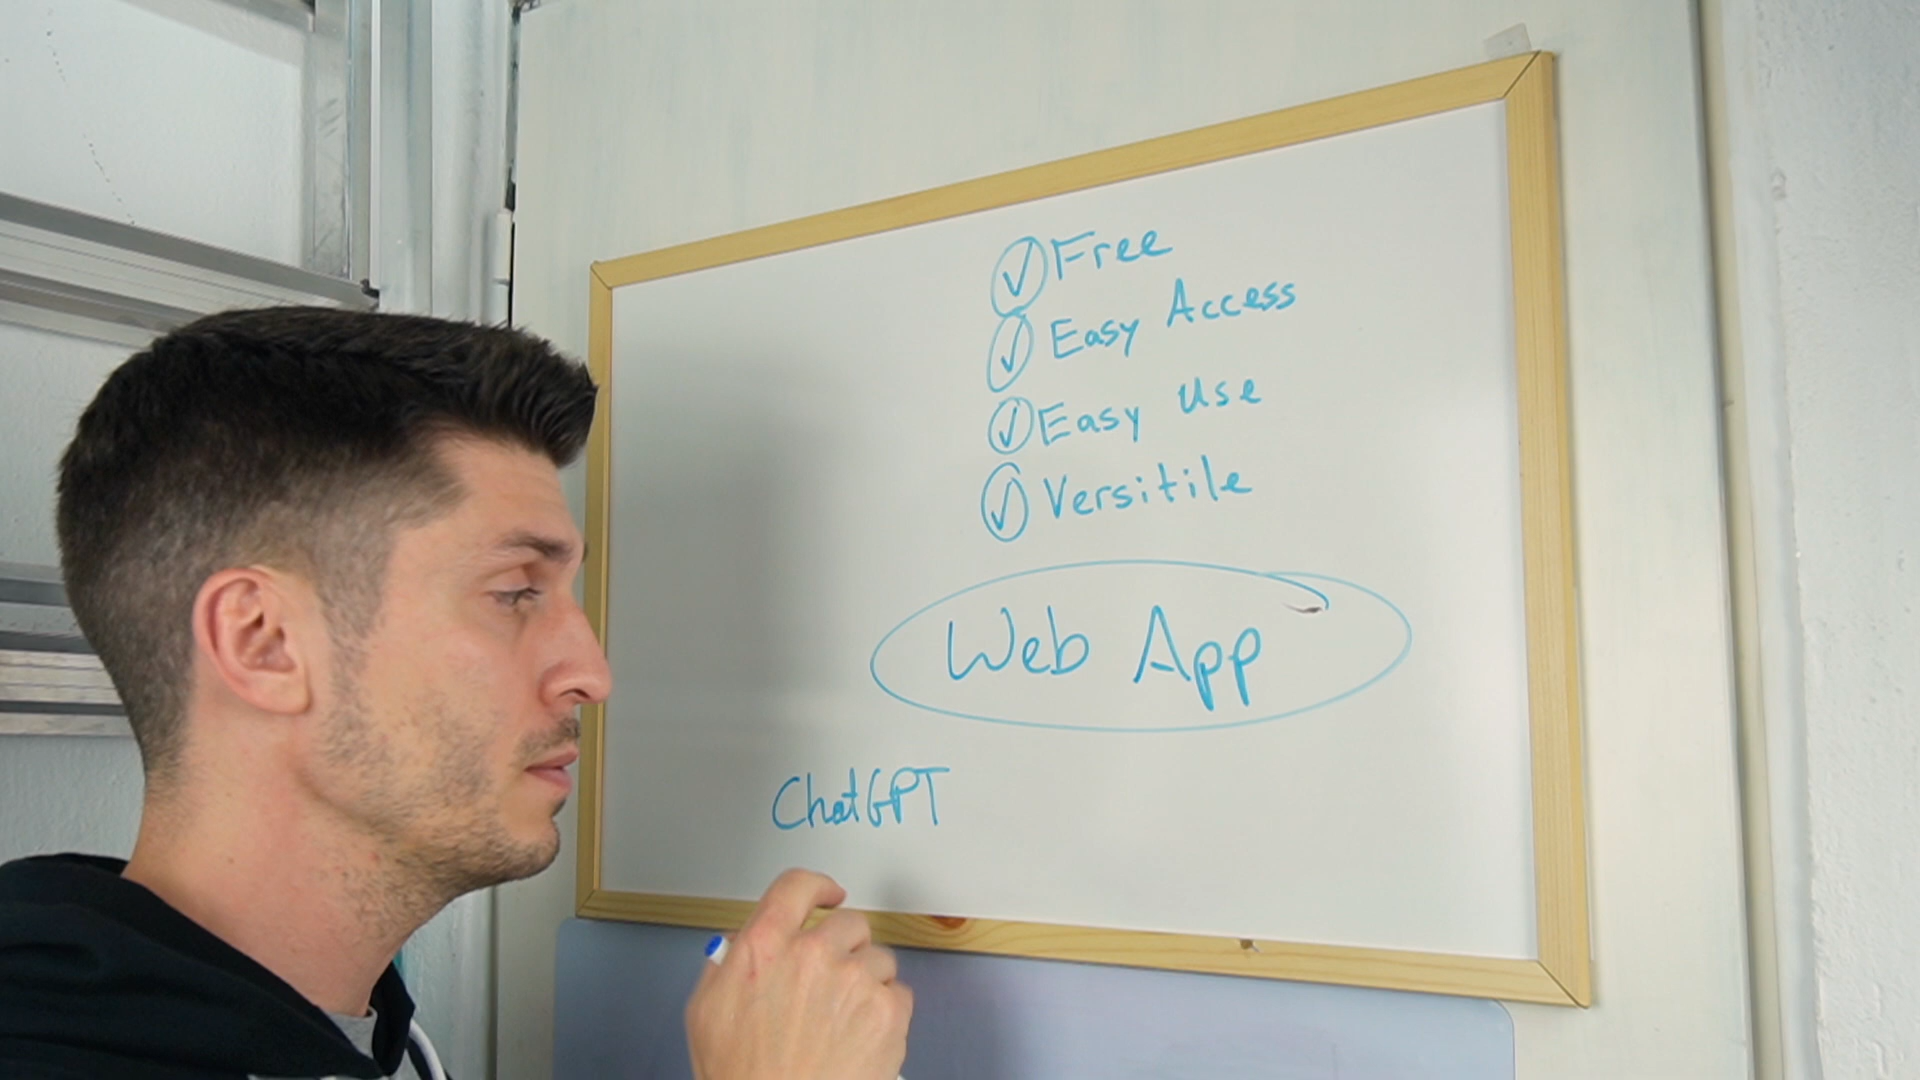 Free
Easy Access
Easy Use
Versitile
Web App
ChatGPT